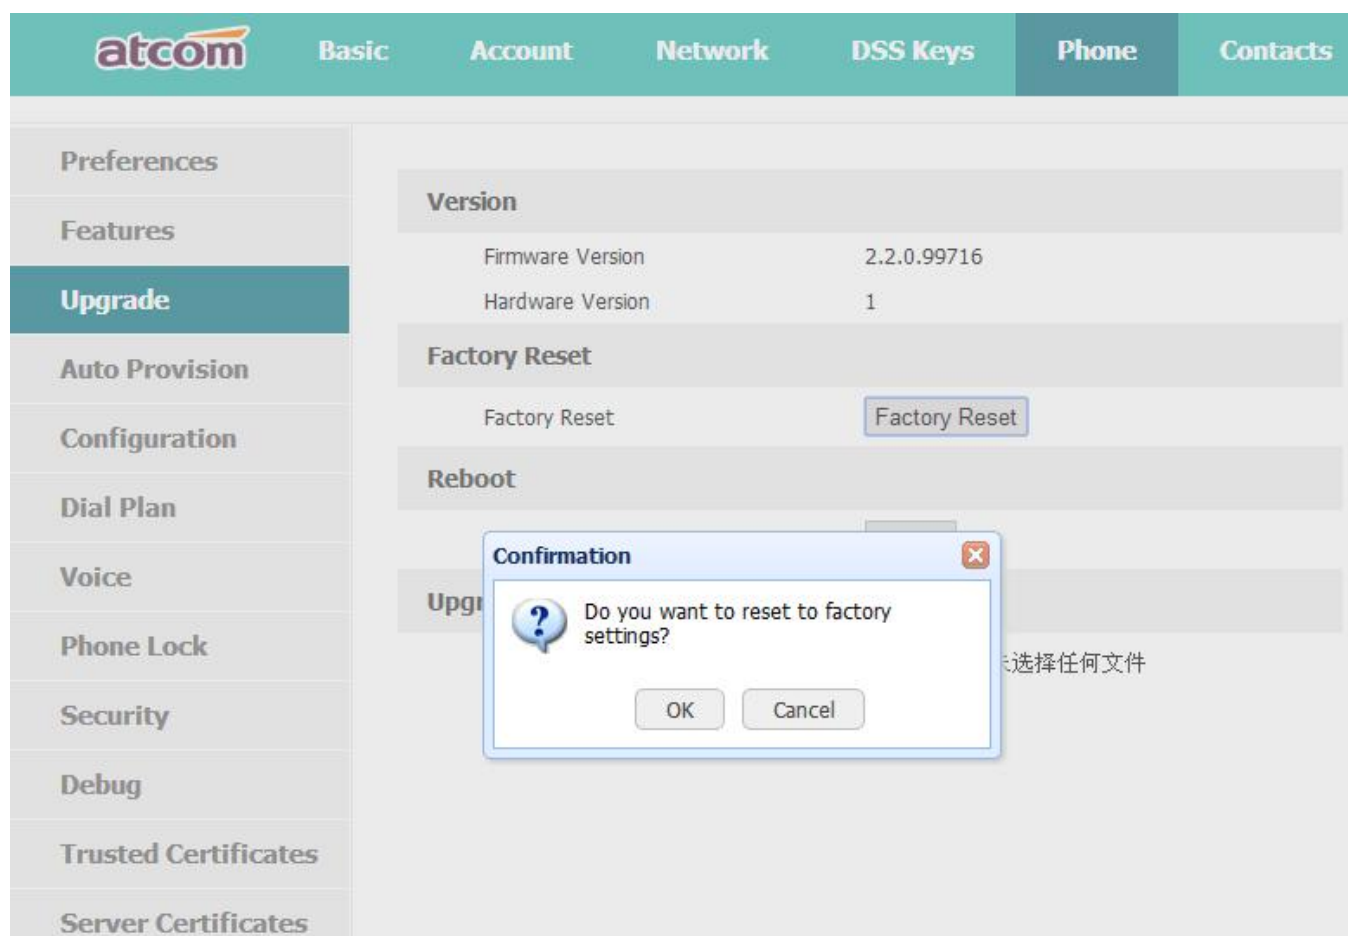 atcom Basic Account Network DSS Keys Phone Contacts
Preferences
Features
Upgrade
Auto Provision
Configuration
Dial Plan
Voice
Phone Lock
Security
Debug
Trusted Certificates
Server Certificates
Version
Firmware Version 2.2.0.99716
Hardware Version 1
Factory Reset
Factory Reset Factory Reset
Reboot
Confirmation
Do you want to reset to factory
settings?
OK Cancel
选择任何文件